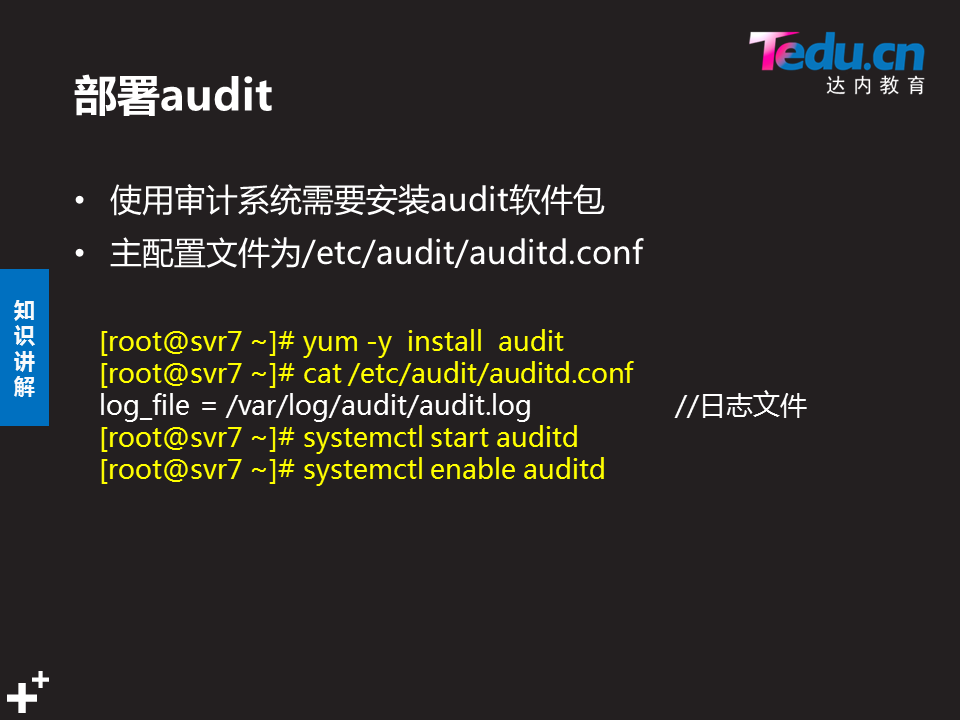 Tedu.cn
达内教育
部署audit
• 使用审计系统需要安装audit软件包
• 主配置文件为/etc/audit/auditd.conf
知识讲解
[root@svr7 ~]# yum -y  install  audit
[root@svr7 ~]# cat /etc/audit/auditd.conf
log_file = /var/log/audit/audit.log //日志文件
[root@svr7 ~]# systemctl start auditd
[root@svr7 ~]# systemctl enable auditd